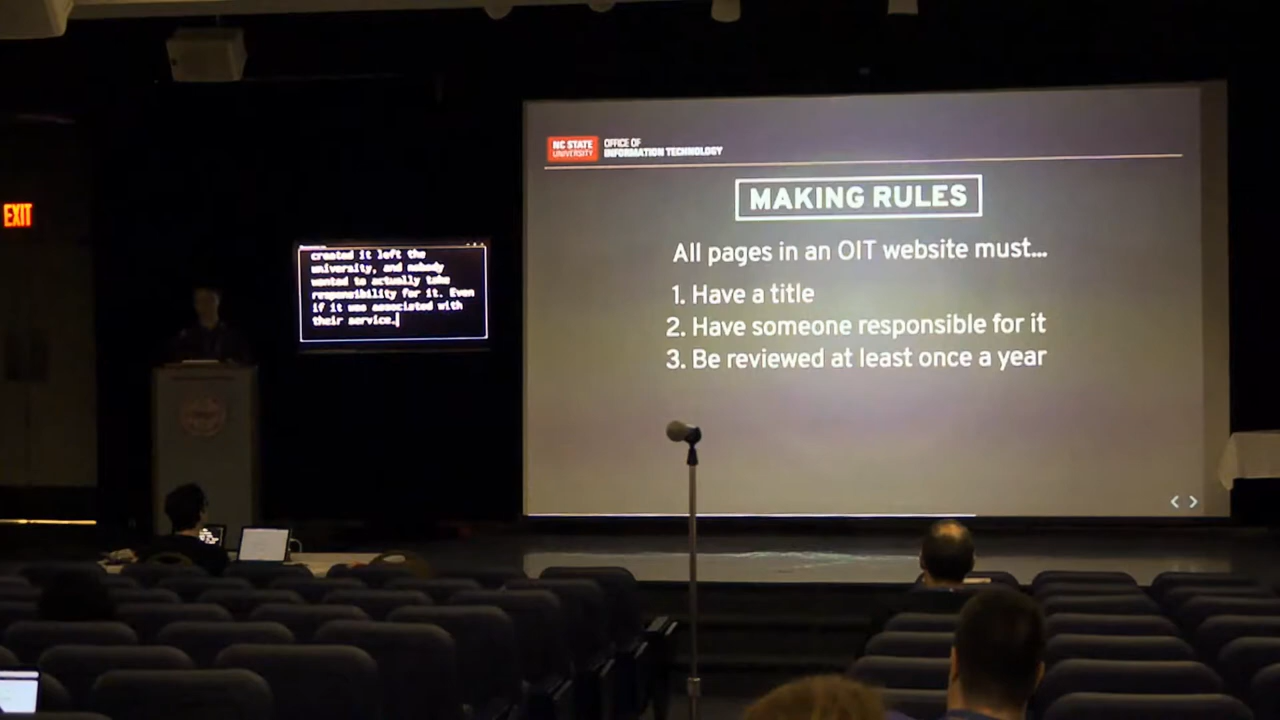 EXIT
created it left the
university, and nobody
wanted to actually take
responsibility for it. Even
if it was associated with
their service.
NC STATE
UNIVERSITY
OFFICE OF
INFORMATION TECHNOLOGY
MAKING RULES
All pages in an OIT website must...
1. Have a title
2. Have someone responsible for it
3. Be reviewed at least once a year